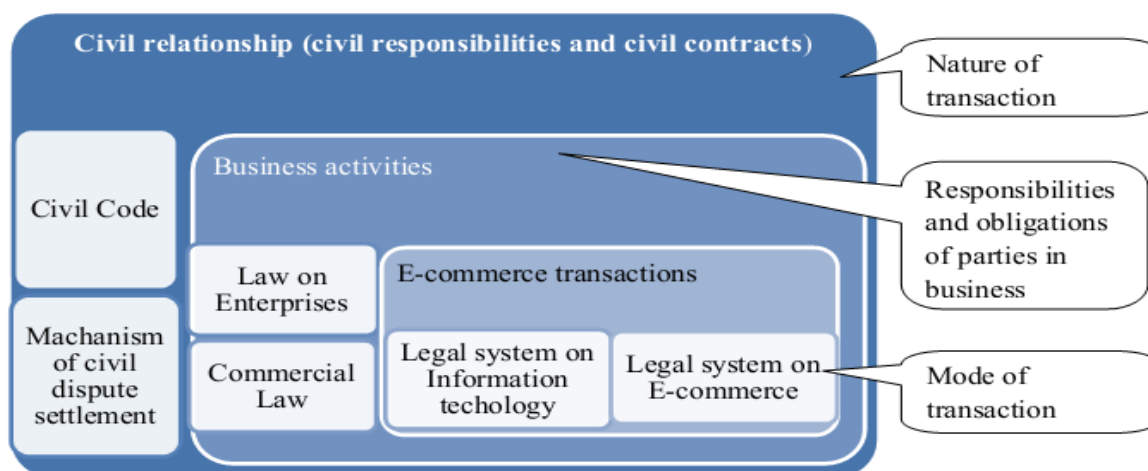 Civil relationship (civil responsibilities and civil contracts)
Nature of
transaction
Business activities
Civil Code
Responsibilities
and obligations
of parties in
business
Law on
Enterprises
E-commerce transactions
Machanism
of civil
dispute
settlement
Commercial
Law
Legal system on
Information
techology
Legal system on
E-commerce
Mode of
transaction